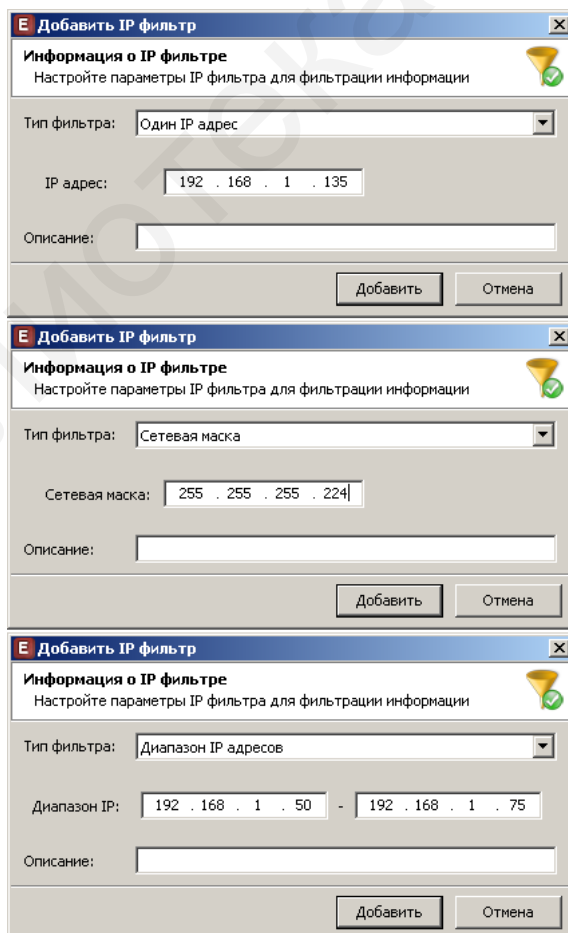 E Добавить IP фильтр
Информация о IP фильтре
Настройте параметры IP фильтра для фильтрации информации
Тип фильтра: Один IP адрес
IP адрес: 192 . 168 . 1 . 135
Описание:
Добавить Отмена
E Добавить IP фильтр
Информация о IP фильтре
Настройте параметры IP фильтра для фильтрации информации
Тип фильтра: Сетевая маска
Сетевая маска: 255 . 255 . 255 . 224
Описание:
Добавить Отмена
E Добавить IP фильтр
Информация о IP фильтре
Настройте параметры IP фильтра для фильтрации информации
Тип фильтра: Диапазон IP адресов
Диапазон IP: 192 . 168 . 1 . 50 - 192 . 168 . 1 . 75
Описание:
Добавить Отмена